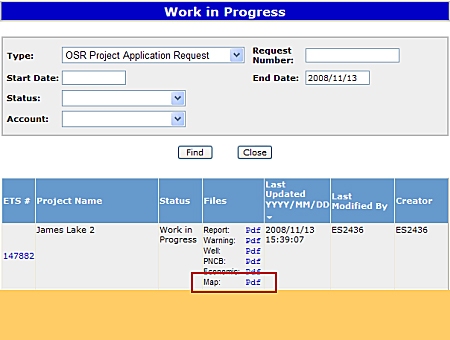 Work in Progress
Type: OSR Project Application Request Request Number:
Start Date: End Date: 2008/11/13
Status:
Account:
Find Close
ETS # Project Name Status Files Last Updated YYYY/MM/DD Last Modified By Creator
147882 James Lake 2 Work in Progress Report: Pdf 2008/11/13 15:39:07 ES2436 ES2436
Warning: Pdf
Well: Pdf
PNCB: Pdf
Economic: Pdf
Map: Pdf